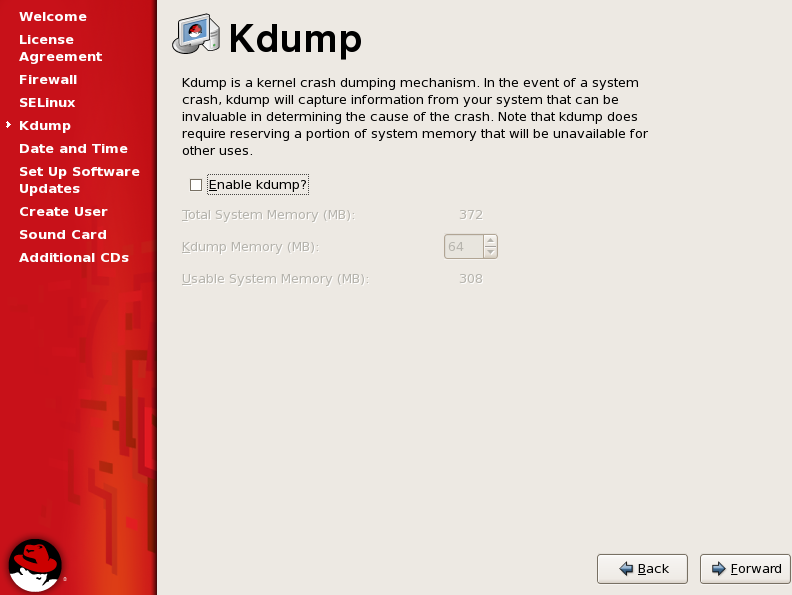 Welcome
License
Agreement
Firewall
SELinux
Kdump
Date and Time
Set Up Software
Updates
Create User
Sound Card
Additional CDs
Kdump
Kdump is a kernel crash dumping mechanism. In the event of a system
crash, kdump will capture information from your system that can be
invaluable in determining the cause of the crash. Note that kdump does
require reserving a portion of system memory that will be unavailable for
other uses.
Enable kdump?
Total System Memory (MB): 372
Kdump Memory (MB): 64
Usable System Memory (MB): 308
Back Forward
®